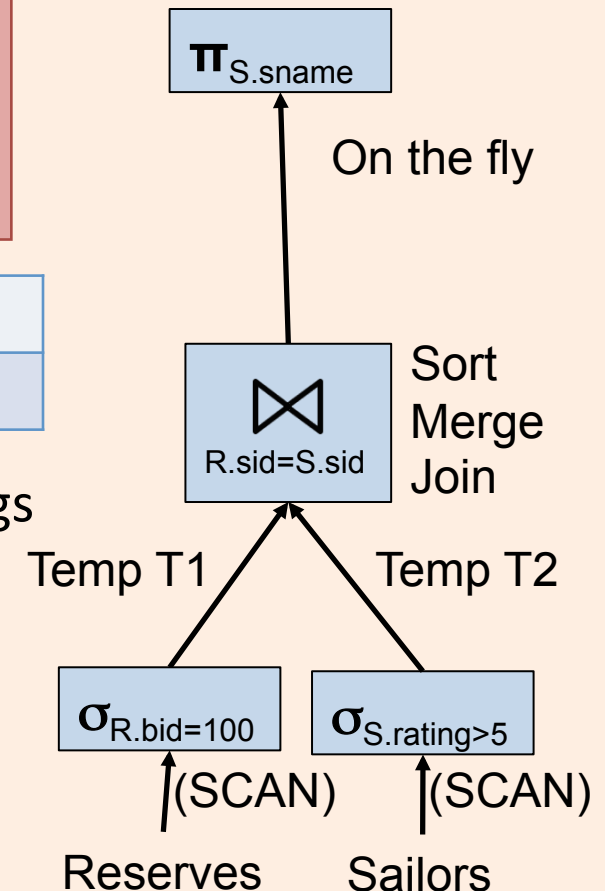 πS.sname
On the fly
Sort
Merge
Join
⋈
R.sid=S.sid
gs
Temp T1
Temp T2
σR.bid=100
σS.rating>5
(SCAN)
(SCAN)
Reserves
Sailors